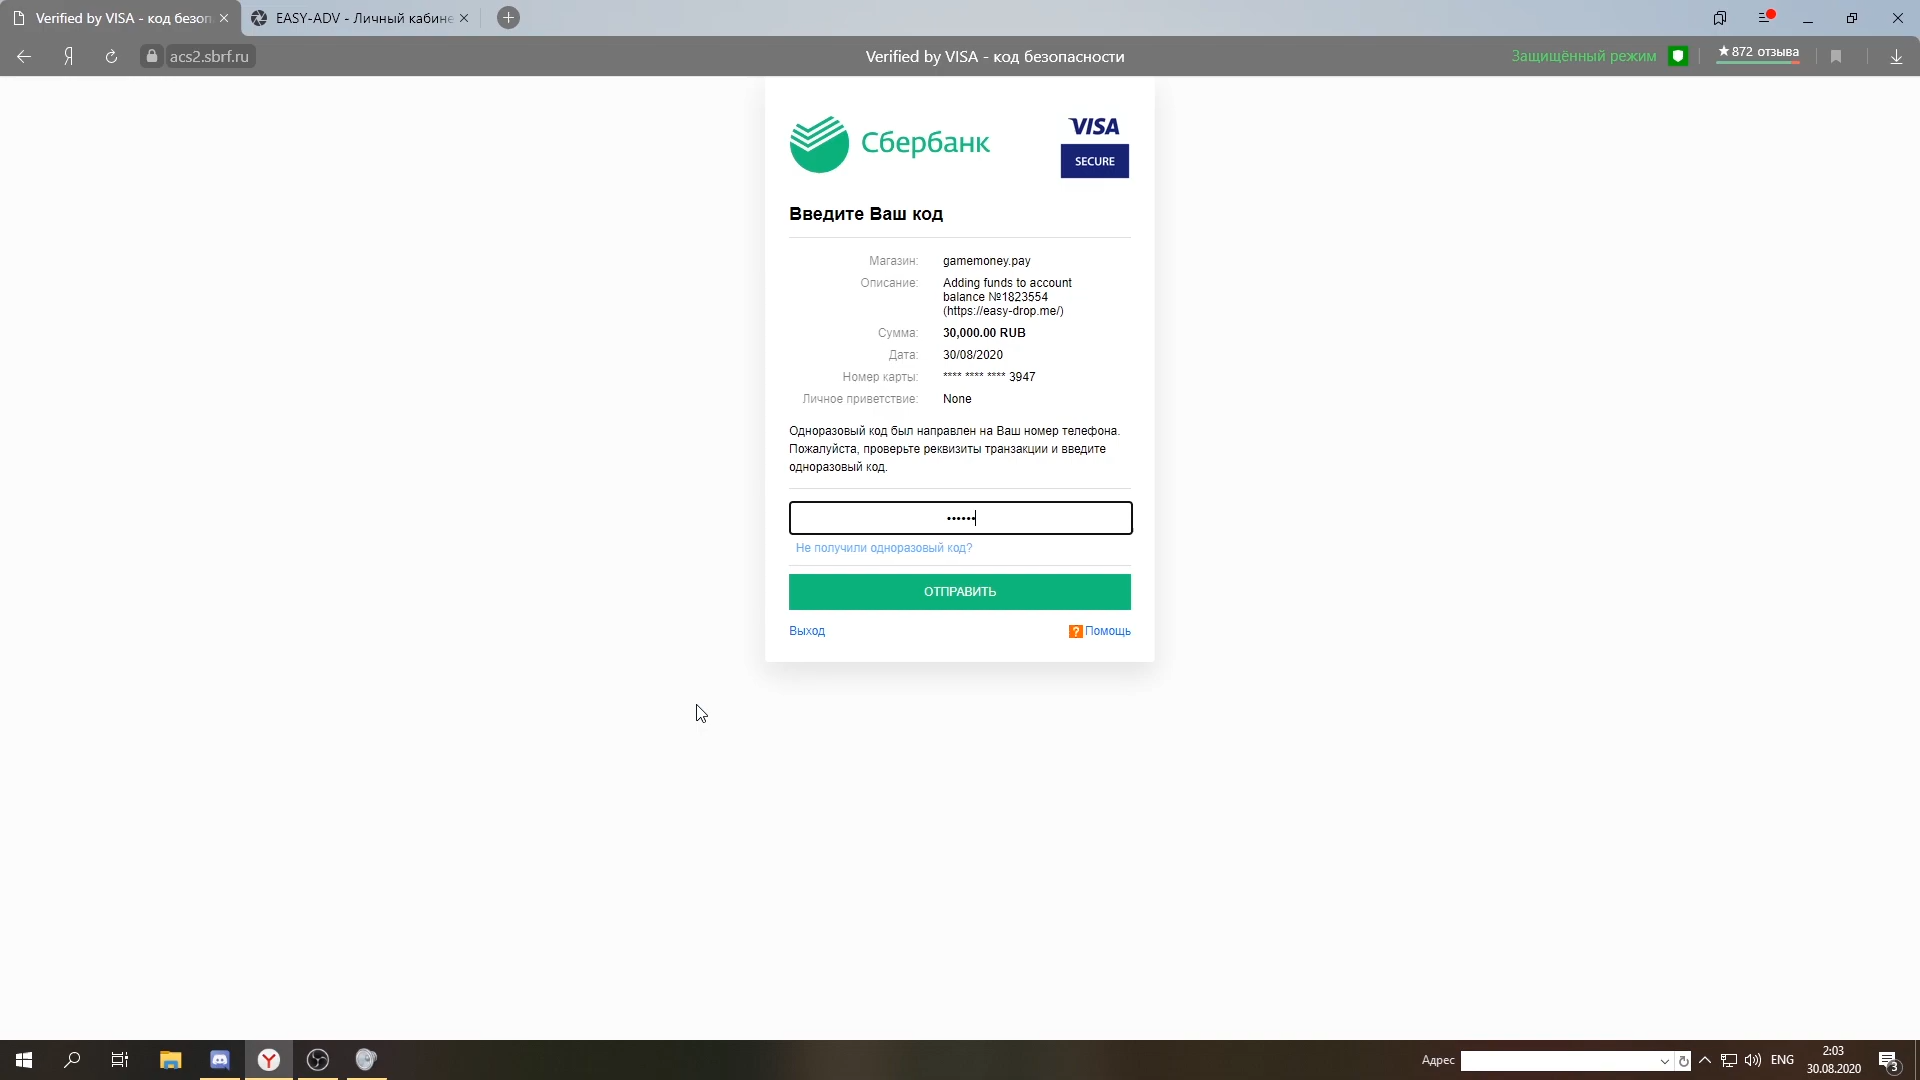 Verified by VISA - код безоп
EASY-ADV - Личный кабине
acs2.sbrf.ru
Verified by VISA - код безопасности
Защищённый режим
★872 отзыва
Сбербанк
VISA
SECURE
Введите Ваш код
Магазин: gamemoney.pay
Описание: Adding funds to account
balance №1823554
(https://easy-drop.me/)
Сумма: 30,000.00 RUB
Дата: 30/08/2020
Номер карты: **** **** **** 3947
Личное приветствие: None
Одноразовый код был направлен на Ваш номер телефона.
Пожалуйста, проверьте реквизиты транзакции и введите
одноразовый код.
••••••
Не получили одноразовый код?
ОТПРАВИТЬ
Выход
? Помощь
Адрес
ENG
2:03
30.08.2020
3